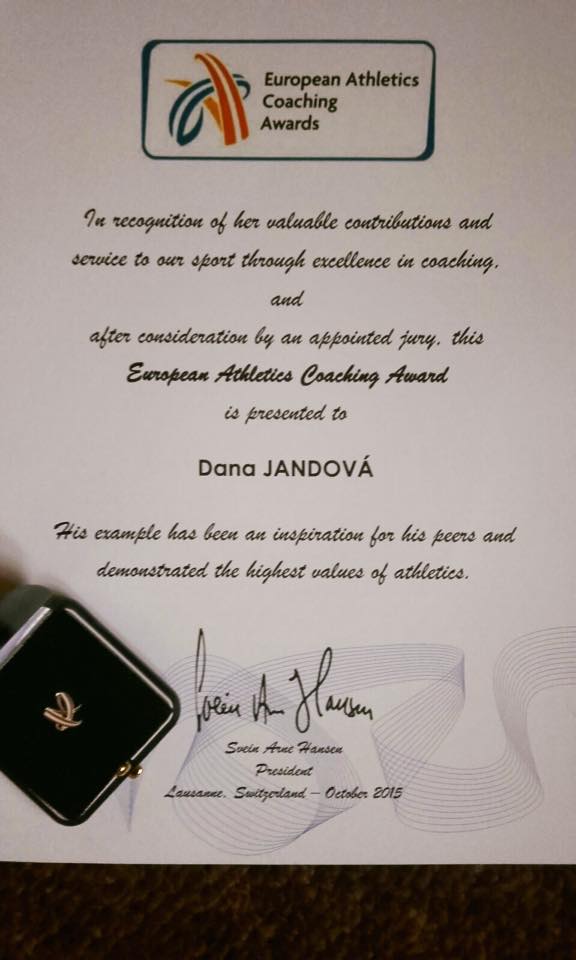 European Athletics
Coaching
Awards
In recognition of her valuable contributions and
service to our sport through excellence in coaching,
and
after consideration by an appointed jury, this
European Athletics Coaching Award
is presented to
Dana JANDOVÁ
His example has been an inspiration for his peers and
demonstrated the highest values of athletics.
Svein Arne Hansen
Svein Arne Hansen
President
Lausanne, Switzerland – October 2015